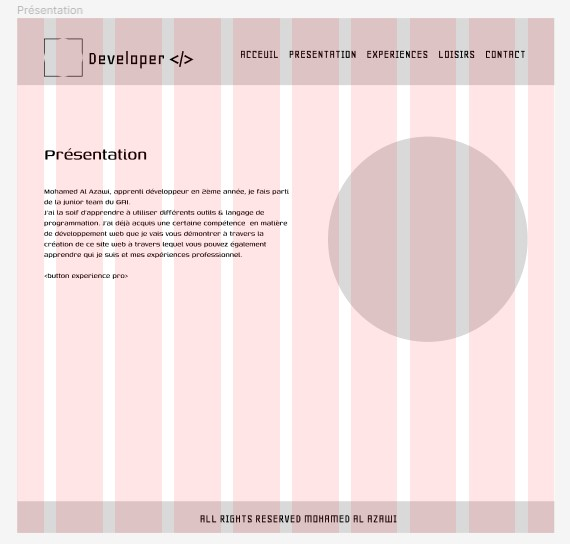 Présentation
Developer </>
ACCEUIL PRESENTATION EXPERIENCES LOISIRS CONTACT
Présentation
Mohamed Al Azawi, apprenti développeur en 2ème année, je fais parti
de la junior team du GRI.
J'ai la soif d'apprendre à utiliser différents outils & langage de
programmation. J'ai déjà acquis une certaine compétence en matière
de développement web que je vais vous démontrer à travers la
création de ce site web à travers lequel vous pouvez également
apprendre qui je suis et mes expériences professionnel.
<button experience pro>
ALL RIGHTS RESERVED MOHAMED AL AZAWI